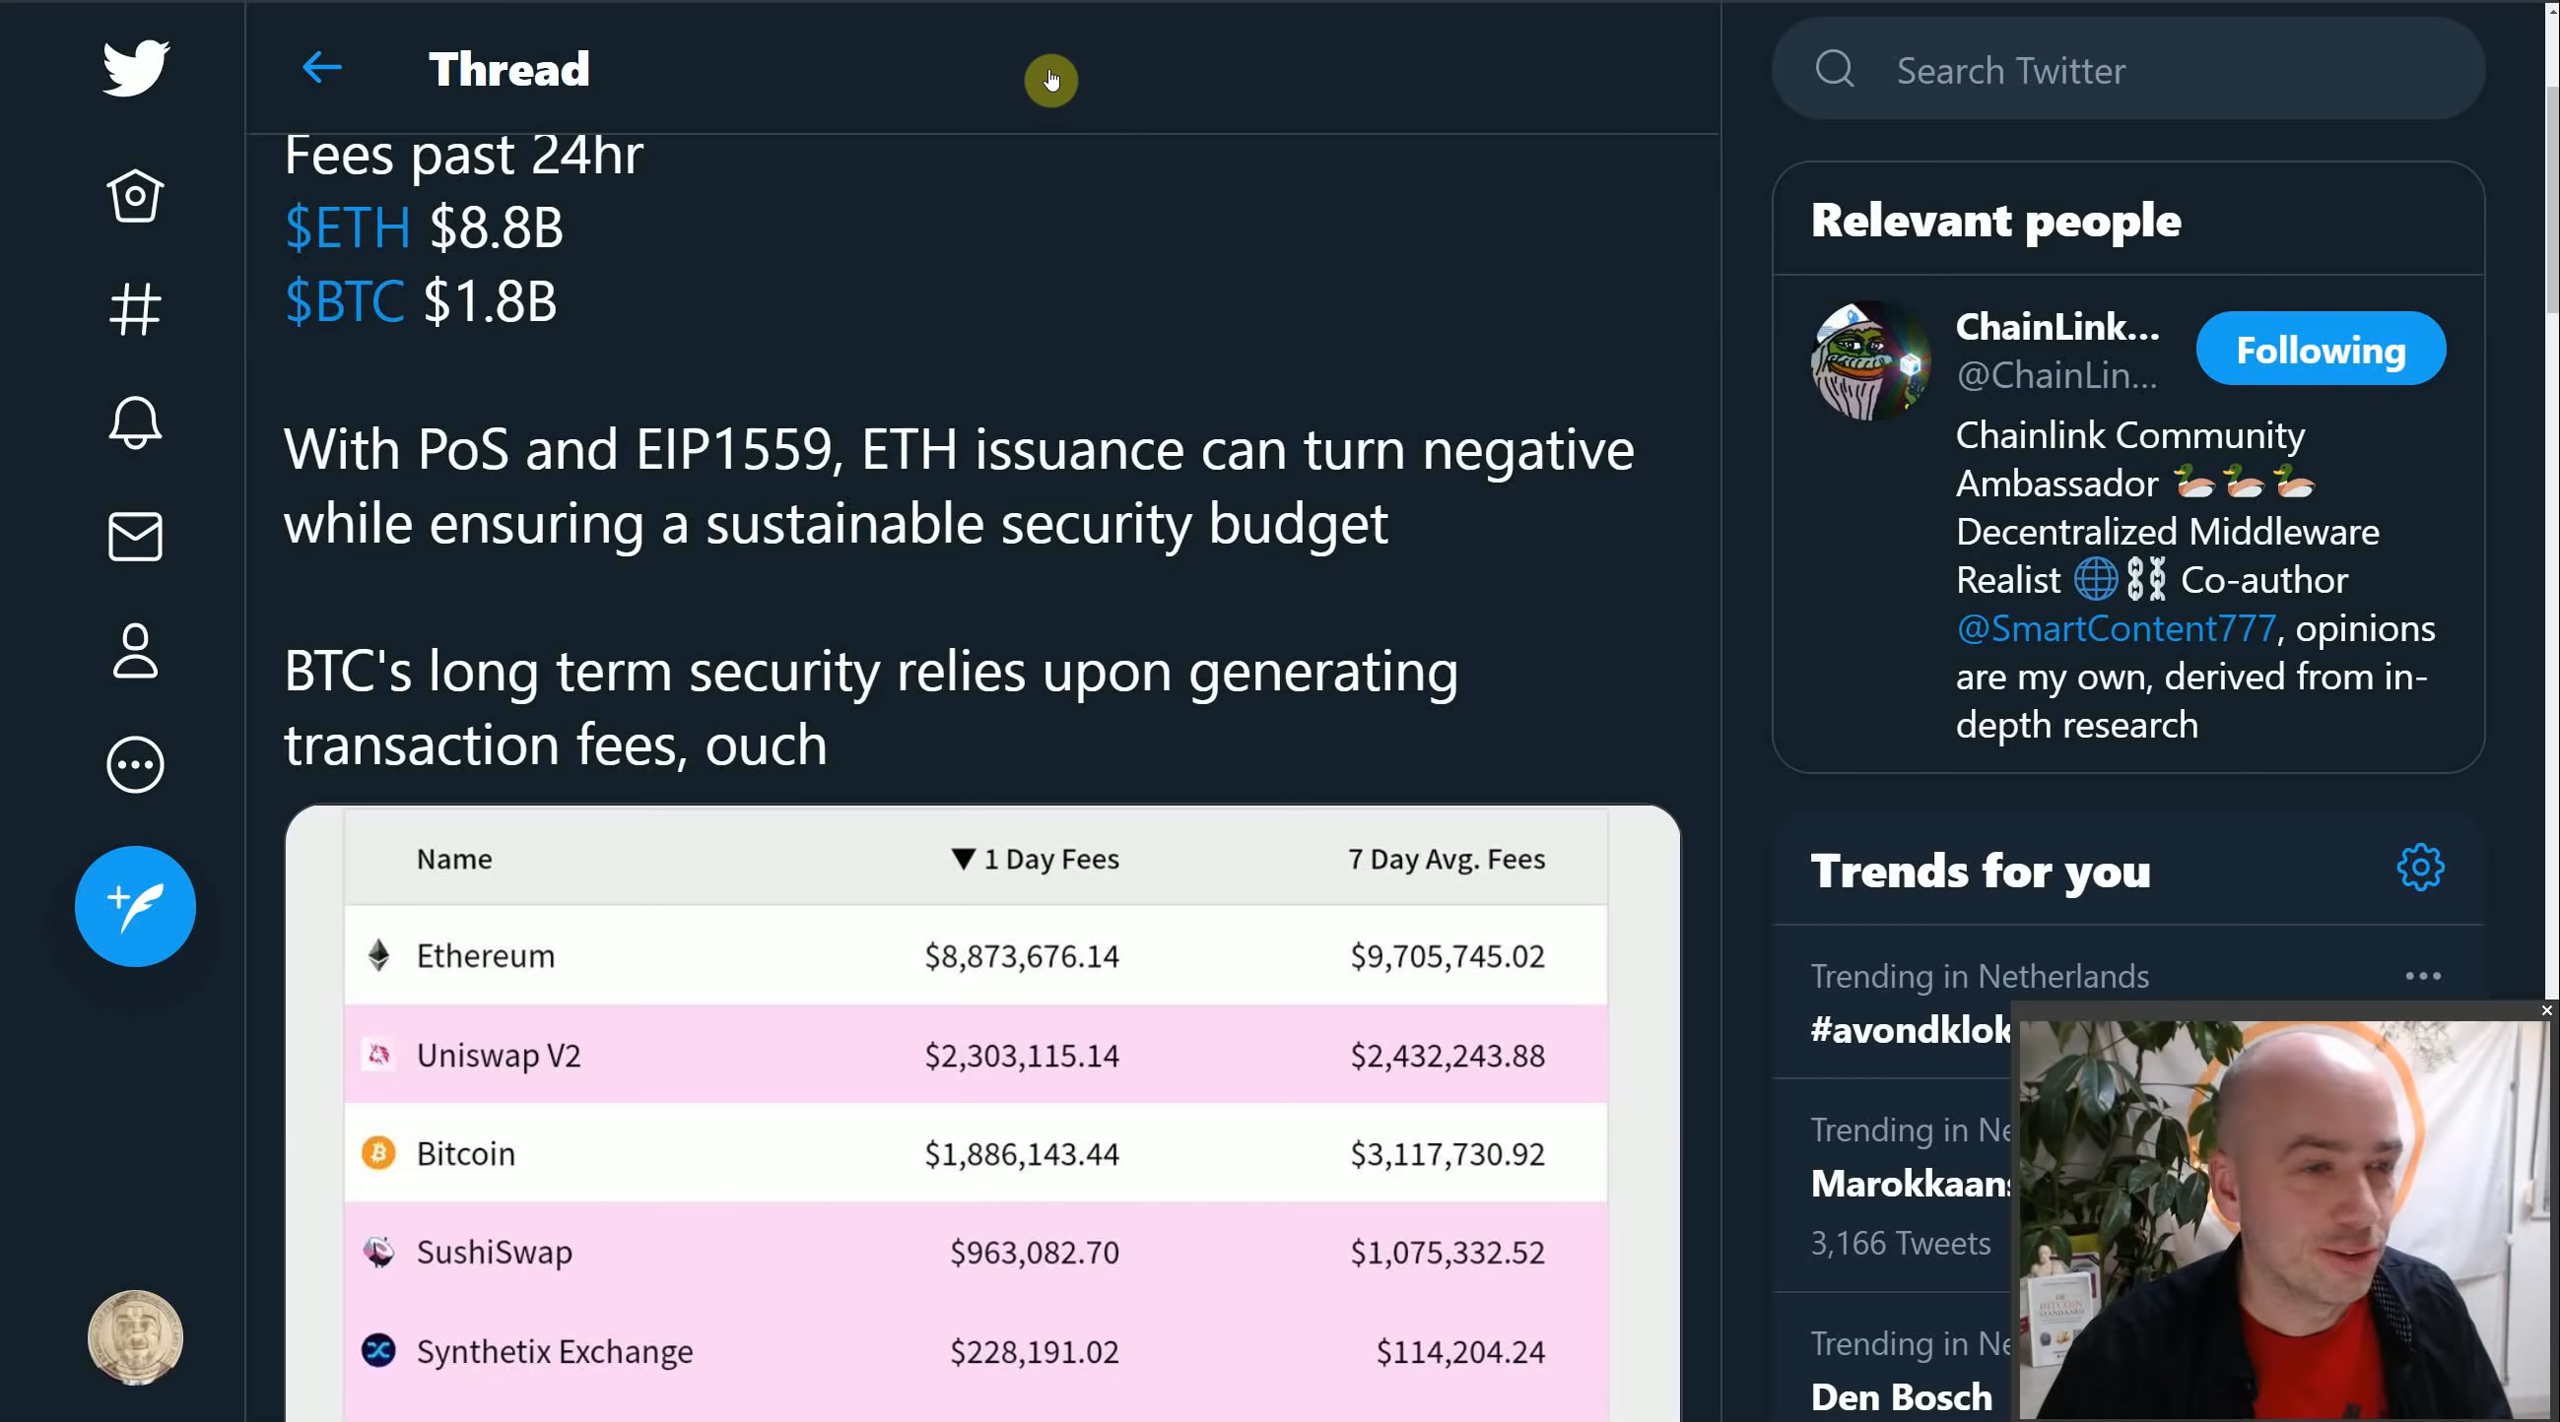 Thread
Search Twitter
Fees past 24hr
$ETH $8.8B
$BTC $1.8B
With PoS and EIP1559, ETH issuance can turn negative
while ensuring a sustainable security budget
BTC's long term security relies upon generating
transaction fees, ouch
Name ▼ 1 Day Fees 7 Day Avg. Fees
Ethereum $8,873,676.14 $9,705,745.02
Uniswap V2 $2,303,115.14 $2,432,243.88
Bitcoin $1,886,143.44 $3,117,730.92
SushiSwap $963,082.70 $1,075,332.52
Synthetix Exchange $228,191.02 $114,204.24
Relevant people
ChainLink...
@ChainLin...
Following
Chainlink Community
Ambassador 🦆🦆🦆
Decentralized Middleware
Realist 🌐⛓ Co-author
@SmartContent777, opinions
are my own, derived from in-
depth research
Trends for you
Trending in Netherlands
#avondklok
Trending in Ne
Marokkaans
3,166 Tweets
Trending in Ne
Den Bosch
DE
BITCOIN
STANDAARD